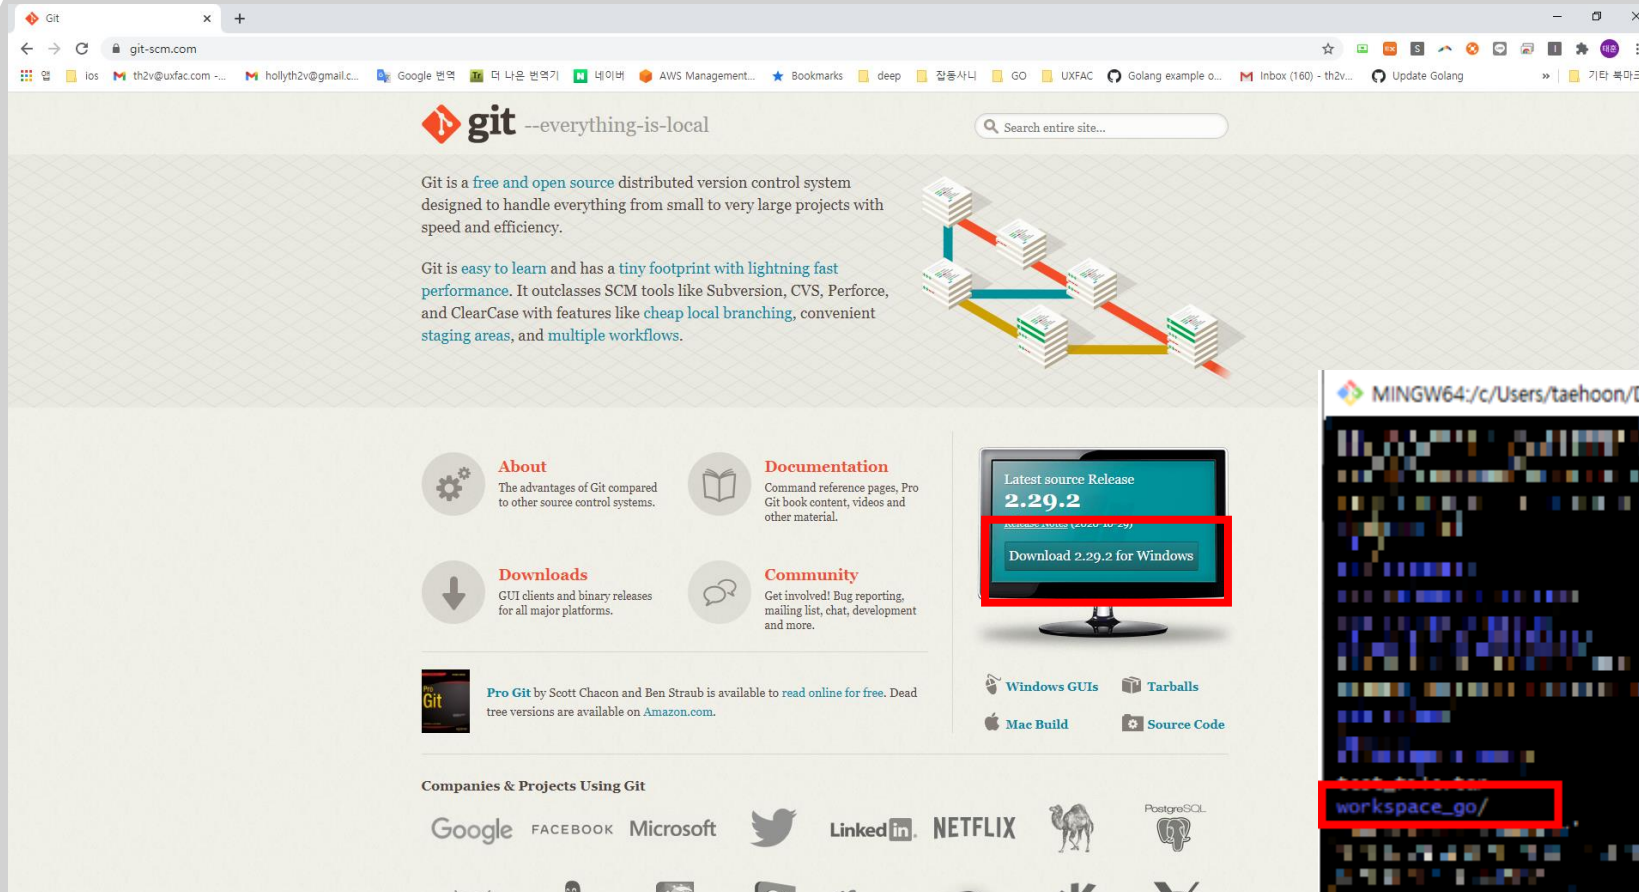 Git
git-scm.com
앱
ios
th2v@uxfac.com -...
hollyth2v@gmail.c...
Google 번역
더 나은 번역기
네이버
AWS Management...
Bookmarks
deep
잡동사니
GO
UXFAC
Golang example o...
Inbox (160) - th2v...
Update Golang
»
기타 북마크
git --everything-is-local
Search entire site...
Git is a free and open source distributed version control system
designed to handle everything from small to very large projects with
speed and efficiency.
Git is easy to learn and has a tiny footprint with lightning fast
performance. It outclasses SCM tools like Subversion, CVS, Perforce,
and ClearCase with features like cheap local branching, convenient
staging areas, and multiple workflows.
About
The advantages of Git compared
to other source control systems.
Documentation
Command reference pages, Pro
Git book content, videos and
other material.
Downloads
GUI clients and binary releases
for all major platforms.
Community
Get involved! Bug reporting,
mailing list, chat, development
and more.
Latest source Release
2.29.2
Release Notes (2020-10-29)
Download 2.29.2 for Windows
Windows GUIs
Tarballs
Mac Build
Source Code
Pro
Git
Pro Git by Scott Chacon and Ben Straub is available to read online for free. Dead
tree versions are available on Amazon.com.
Companies & Projects Using Git
Google
FACEBOOK
Microsoft
Linked in.
NETFLIX
PostgreSQL
MINGW64:/c/Users/taehoon/D
workspace_go/